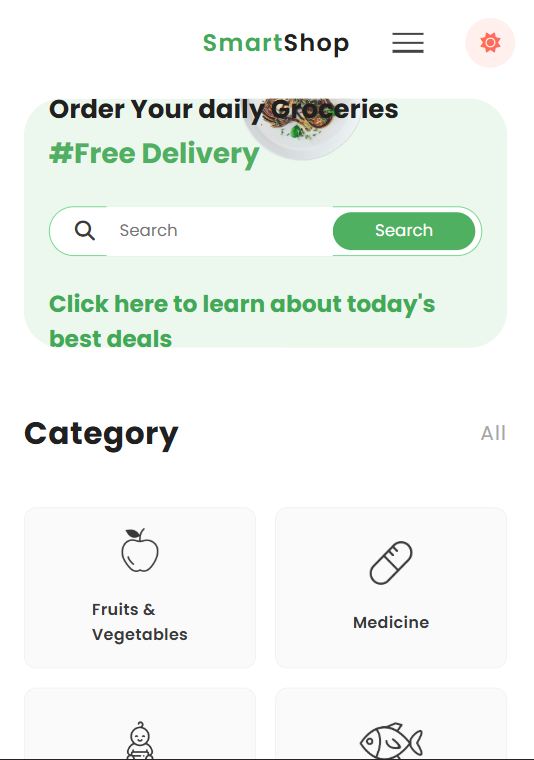 SmartShop
Order Your daily Groceries
#Free Delivery
Search
Search
Click here to learn about today's
best deals
Category
All
Fruits &
Vegetables
Medicine